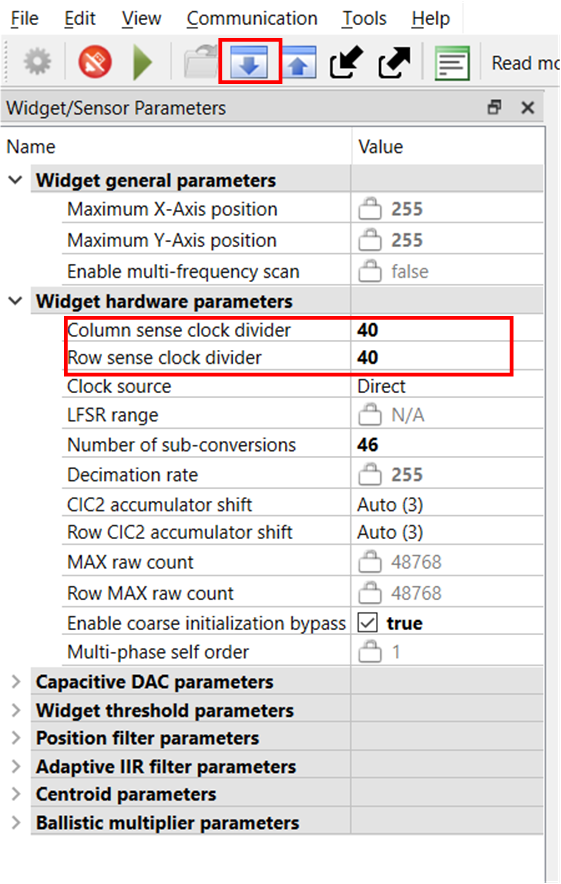 File Edit View Communication Tools Help
Read mo
Widget/Sensor Parameters
Name Value
Widget general parameters
Maximum X-Axis position 255
Maximum Y-Axis position 255
Enable multi-frequency scan false
Widget hardware parameters
Column sense clock divider 40
Row sense clock divider 40
Clock source Direct
LFSR range N/A
Number of sub-conversions 46
Decimation rate 255
CIC2 accumulator shift Auto (3)
Row CIC2 accumulator shift Auto (3)
MAX raw count 48768
Row MAX raw count 48768
Enable coarse initialization bypass true
Multi-phase self order 1
Capacitive DAC parameters
Widget threshold parameters
Position filter parameters
Adaptive IIR filter parameters
Centroid parameters
Ballistic multiplier parameters